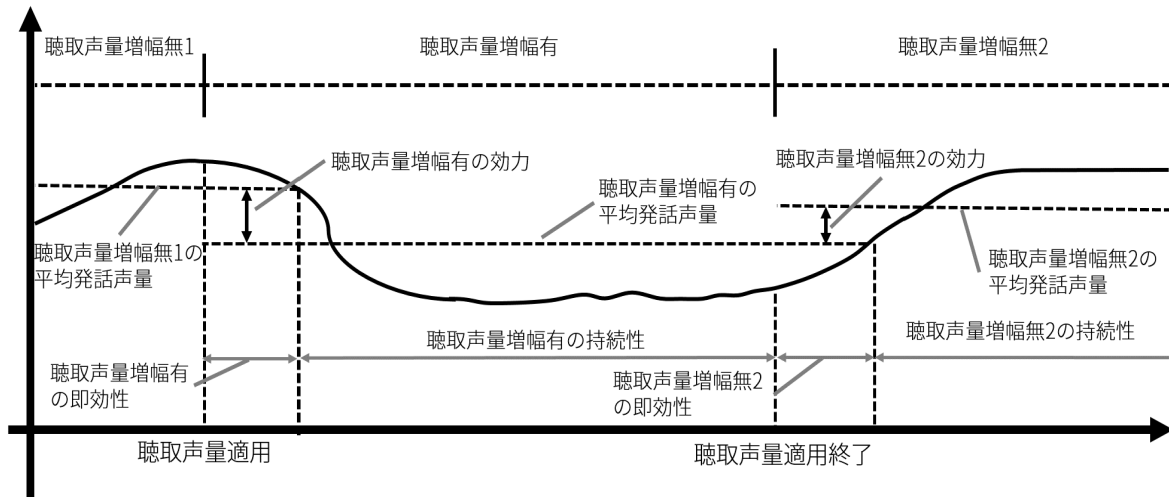 聴取声量増幅無1
聴取声量増幅有
聴取声量増幅無2
聴取声量増幅有の効力
聴取声量増幅無2の効力
聴取声量増幅有の
平均発話声量
聴取声量増幅無1の
平均発話声量
聴取声量増幅無2の
平均発話声量
聴取声量増幅有の持続性
聴取声量増幅無2の持続性
聴取声量増幅有
の即効性
聴取声量増幅無2
の即効性
聴取声量適用
聴取声量適用終了